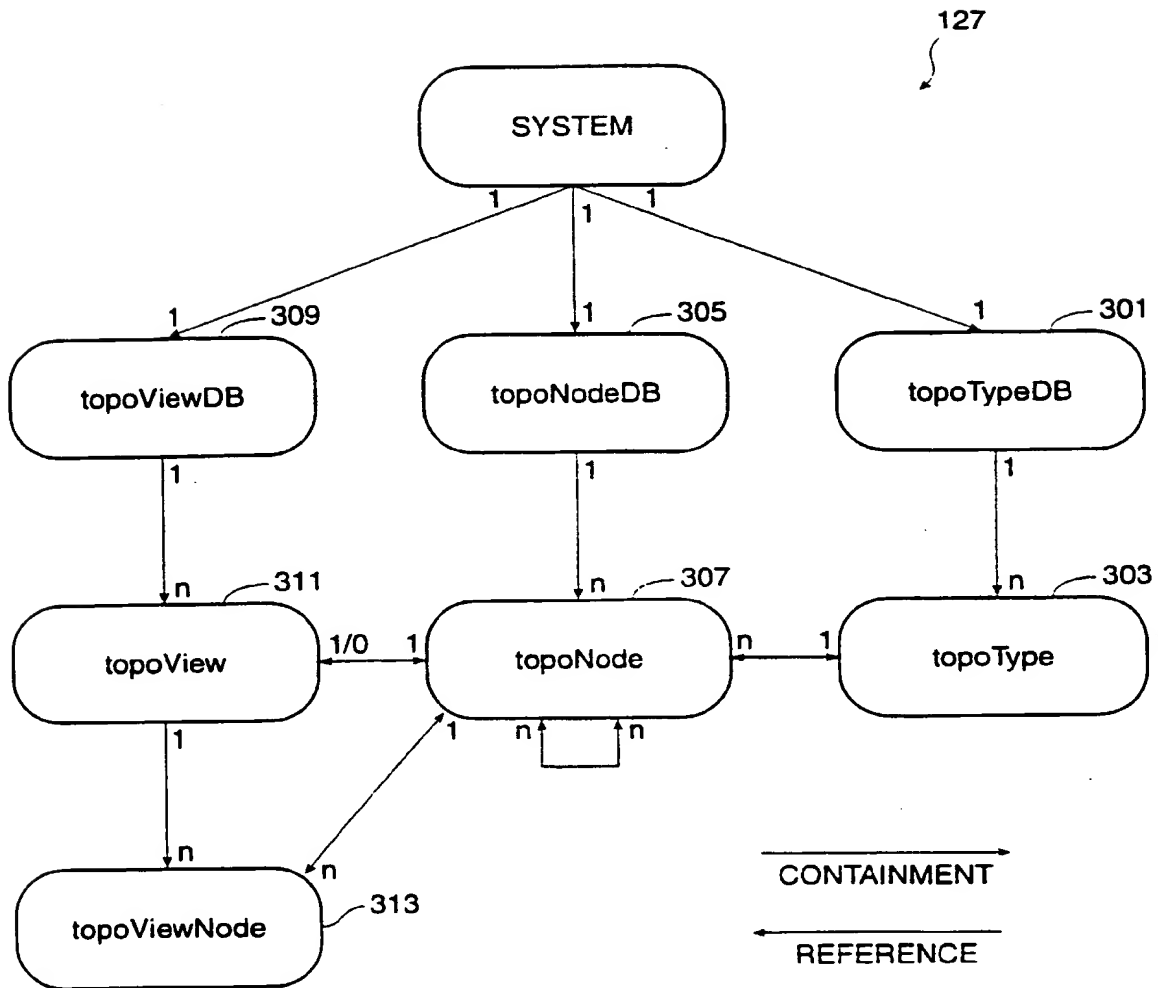 127
SYSTEM
1 1 1
1 309 1 305 1 301
topoViewDB topoNodeDB topoTypeDB
1 1 1
n 311 n 307 n 303
topoView 1/0 1 topoNode n 1 topoType
1 1 n n
n n
topoViewNode 313
CONTAINMENT
REFERENCE